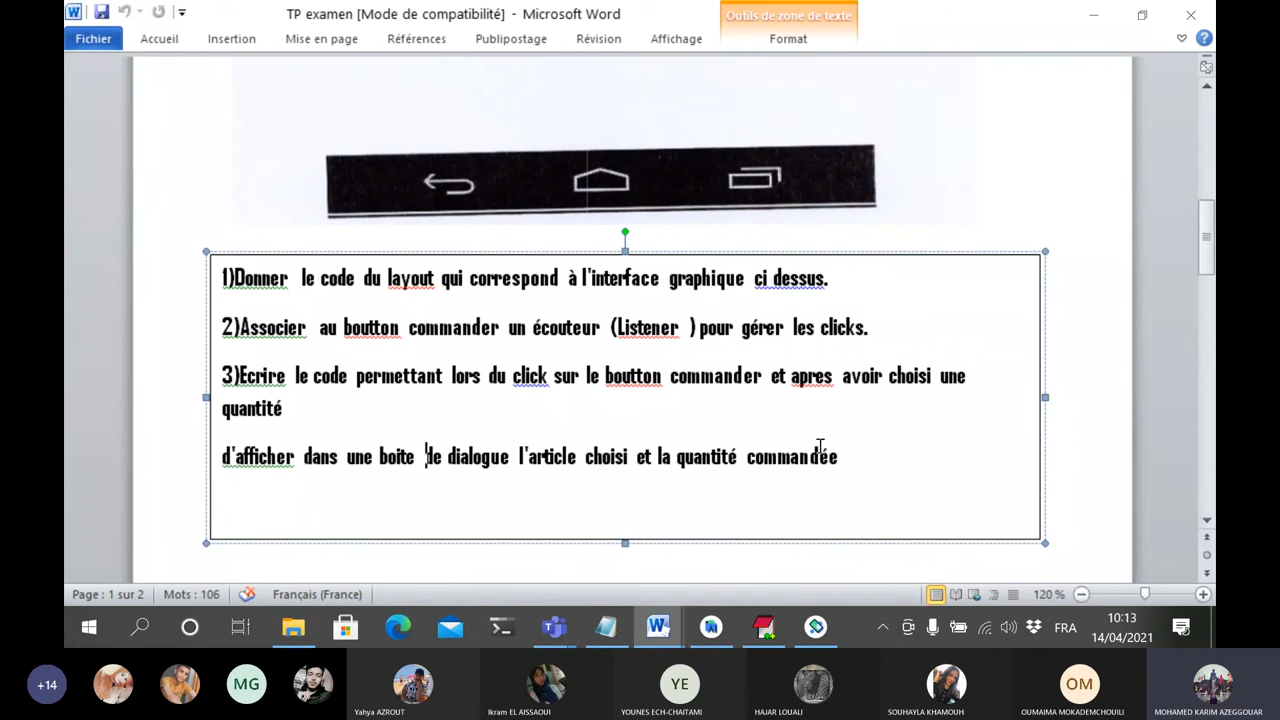 TP examen [Mode de compatibilité] - Microsoft Word
Outils de zone de texte
Fichier Accueil Insertion Mise en page Références Publipostage Révision Affichage Format
1)Donner le code du layout qui correspond à l'interface graphique ci dessus.
2)Associer au boutton commander un écouteur (Listener ) pour gérer les clicks.
3)Ecrire le code permettant lors du click sur le boutton commander et apres avoir choisi une
quantité
d'afficher dans une boite de dialogue l'article choisi et la quantité commandée
Page : 1 sur 2 Mots : 106 Français (France) 120 %
FRA
10:13
14/04/2021
+14 MG YE OM
Yahya AZROUT Ikram EL AISSAOUI YOUNES ECH-CHAITAMI HAJAR LOUALI SOUHAYLA KHAMOUH OUMAIMA MOKADEMCHOUILI MOHAMED KARIM AZEGGOUAR